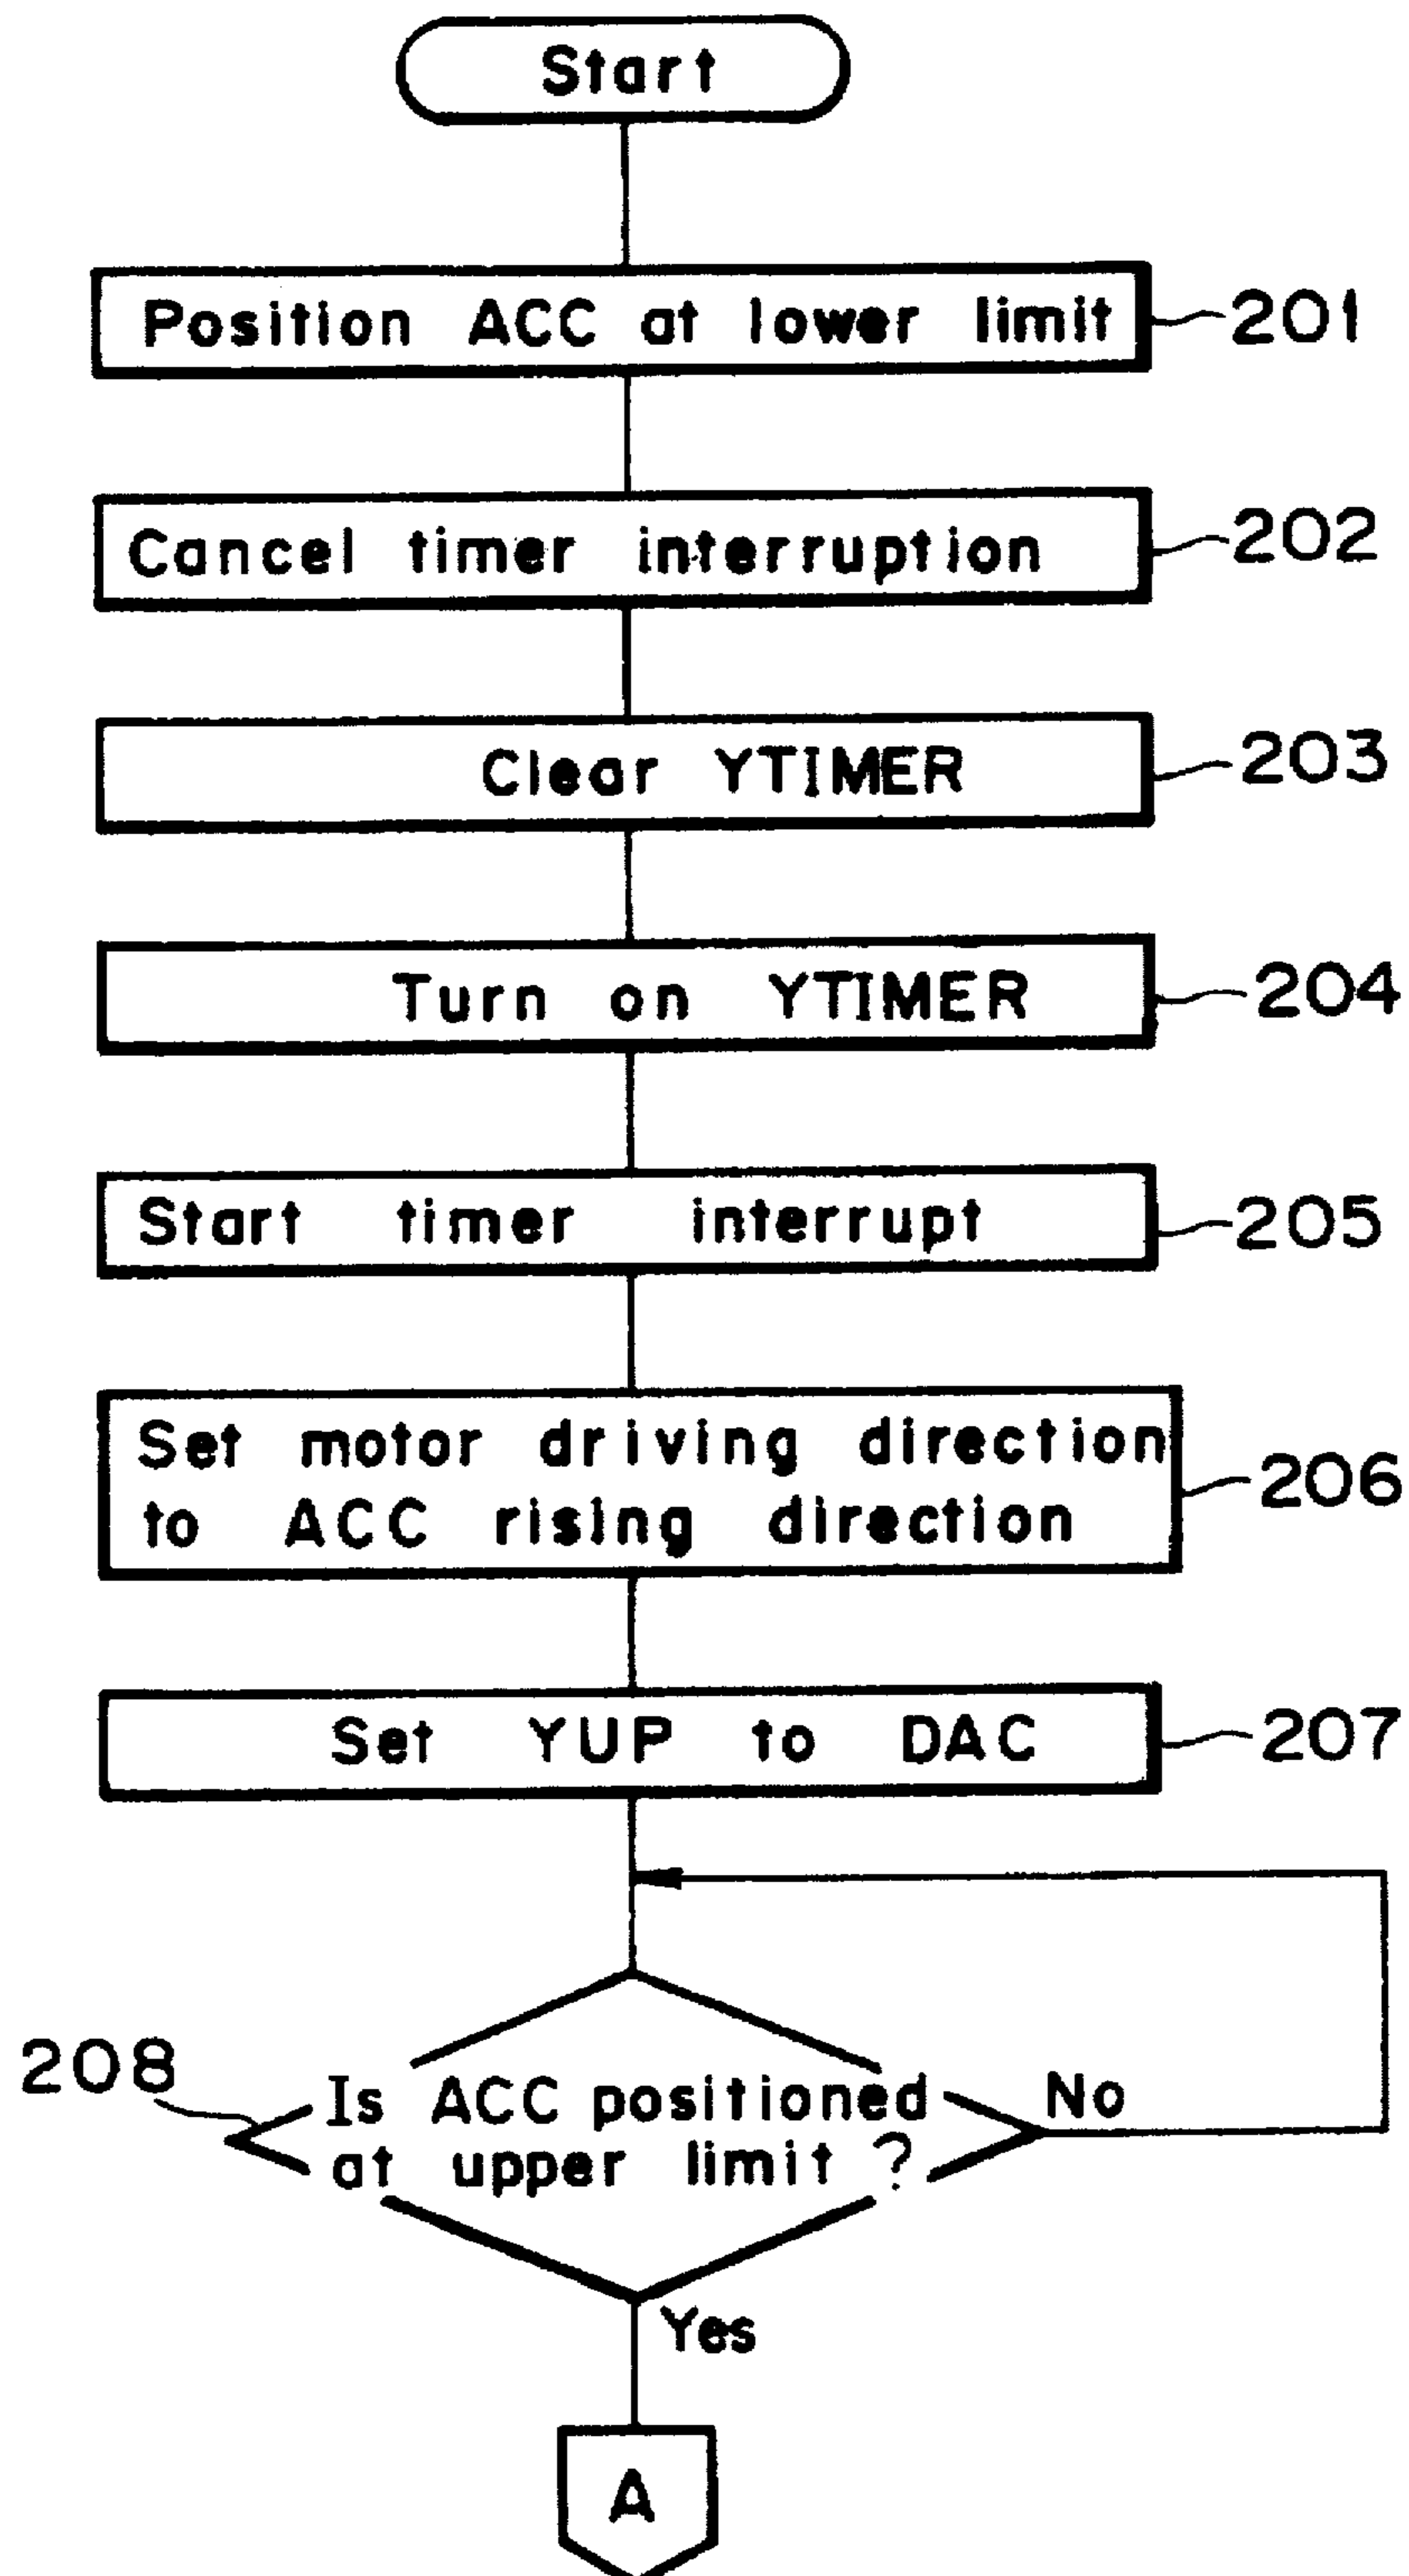 Start
Position ACC at lower limit
201
Cancel timer interruption
202
Clear YTIMER
203
Turn on YTIMER
204
Start timer interrupt
205
Set motor driving direction
to ACC rising direction
206
Set YUP to DAC
207
208
Is ACC positioned
at upper limit ?
No
Yes
A